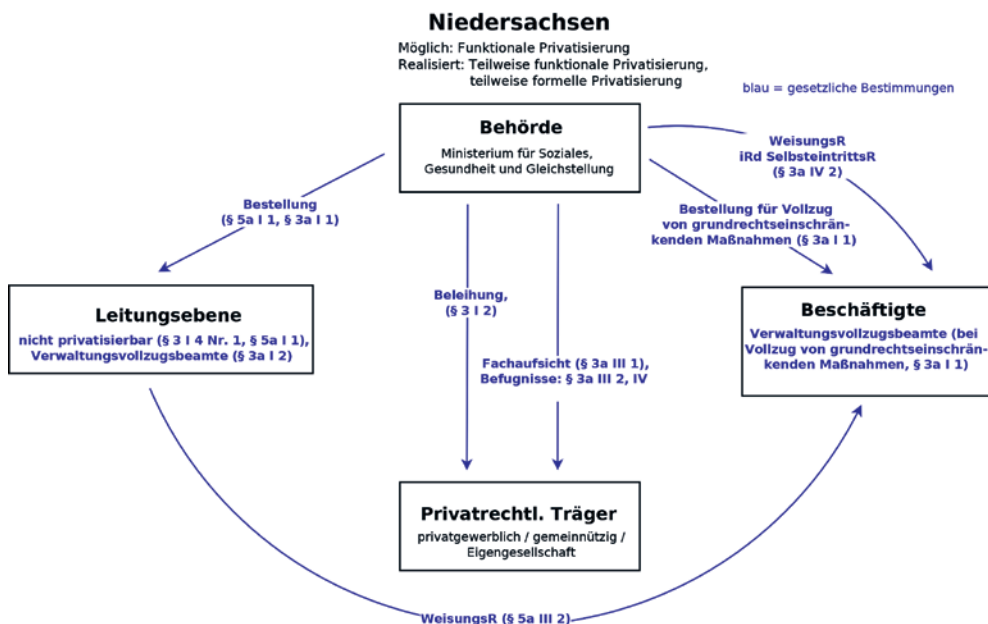 Niedersachsen
Möglich: Funktionale Privatisierung
Realisiert: Teilweise funktionale Privatisierung,
teilweise formelle Privatisierung
blau = gesetzliche Bestimmungen
Behörde
Ministerium für Soziales,
Gesundheit und Gleichstellung
WeisungsR
iRd SelbsteintrittsR
(§ 3a IV 2)
Bestellung
(§ 5a I 1, § 3a I 1)
Bestellung für Vollzug
von grundrechtseinschrän-
kenden Maßnahmen (§ 3a I 1)
Leitungsebene
nicht privatisierbar (§ 3 I 4 Nr. 1, § 5a I 1),
Verwaltungsvollzugsbeamte (§ 3a I 2)
Beleihung,
(§ 3 I 2)
Beschäftigte
Verwaltungsvollzugsbeamte (bei
Vollzug von grundrechtseinschrän-
kenden Maßnahmen, § 3a I 1)
Fachaufsicht (§ 3a III 1),
Befugnisse: § 3a III 2, IV
Privatrechtl. Träger
privatgewerblich / gemeinnützig /
Eigengesellschaft
WeisungsR (§ 5a III 2)